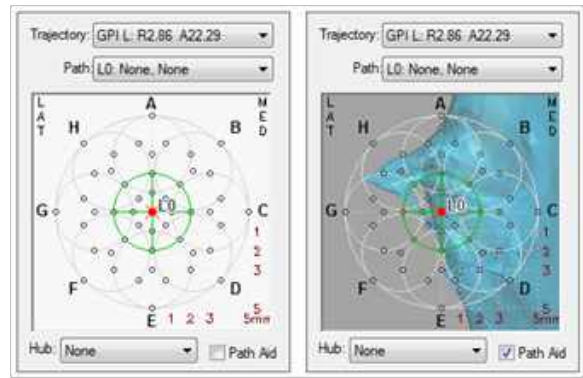 Trajectory: GPI L: R2.86 A22.29
Path: L0: None, None
L
A
T
M
E
D
A
H
B
L0
G
C
1
2
3
F
D
5
E
1 2 3 5mm
Hub: None
Path Aid
Trajectory: GPI L: R2.86 A22.29
Path: L0: None, None
L
A
T
M
E
D
A
H
B
L0
G
C
1
2
3
F
D
5
E
1 2 3 5mm
Hub: None
Path Aid